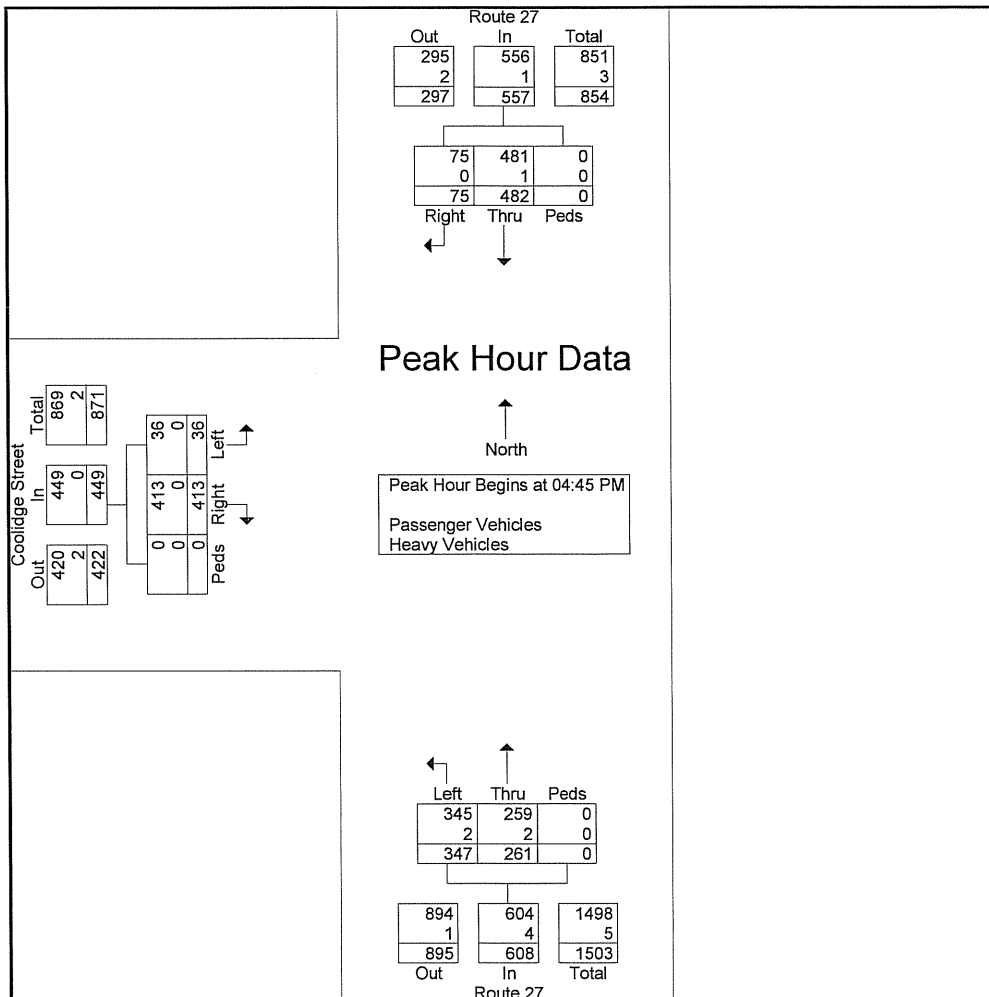 Route 27
Out In Total
295 556 851
2 1 3
297 557 854
75 481 0
0 1 0
75 482 0
Right Thru Peds
Peak Hour Data
North
Peak Hour Begins at 04:45 PM
Passenger Vehicles
Heavy Vehicles
Coolidge Street
Out In Total
420 449 869
2 0 2
422 449 871
0 413 36
0 0 0
0 413 36
Peds Right Left
Left Thru Peds
345 259 0
2 2 0
347 261 0
894 604 1498
1 4 5
895 608 1503
Out In Total
Route 27